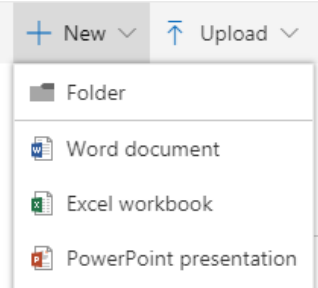 New Upload
Folder
Word document
Excel workbook
PowerPoint presentation